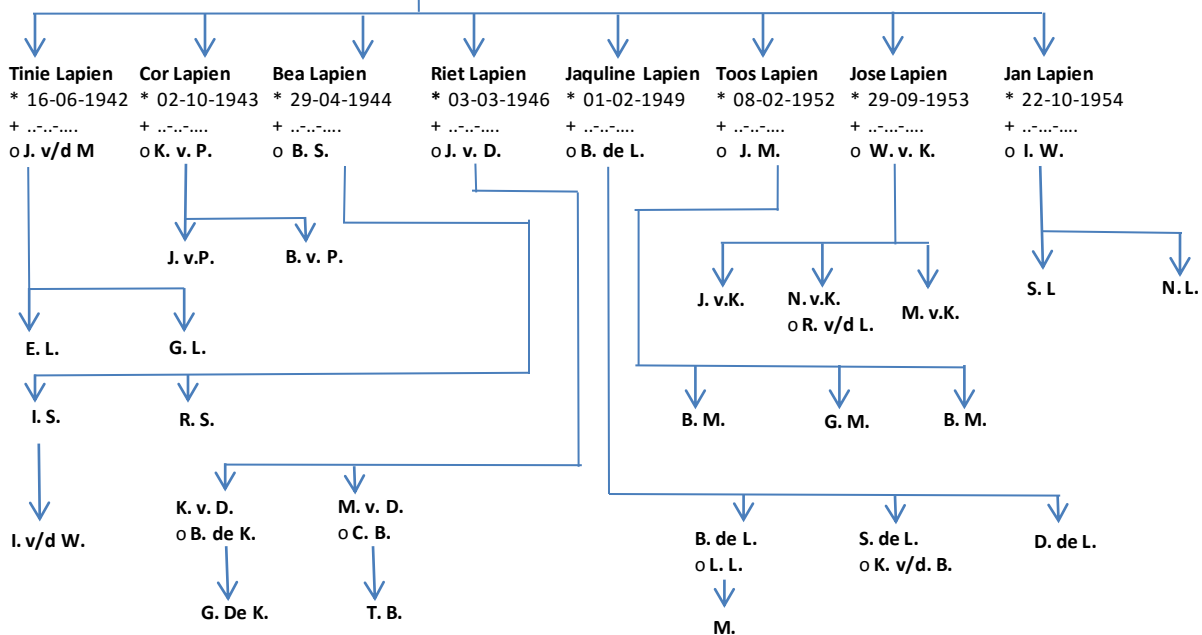 Tinie Lapien
* 16-06-1942
+ ..-..-....
o J. v/d M
Cor Lapien
* 02-10-1943
+ ..-..-....
o K. v. P.
Bea Lapien
* 29-04-1944
+ ..-..-....
o B. S.
Riet Lapien
* 03-03-1946
+ ..-..-....
o J. v. D.
Jaquline Lapien
* 01-02-1949
+ ..-..-....
o B. de L.
Toos Lapien
* 08-02-1952
+ ..-..-....
o J. M.
Jose Lapien
* 29-09-1953
+ ..-...-....
o W. v. K.
Jan Lapien
* 22-10-1954
+ ..-...-....
o I. W.
J. v.P.
B. v. P.
J. v.K.
N. v.K.
o R. v/d L.
M. v.K.
S. L
N. L.
E. L.
G. L.
I. S.
R. S.
B. M.
G. M.
B. M.
I. v/d W.
K. v. D.
o B. de K.
M. v. D.
o C. B.
B. de L.
o L. L.
S. de L.
o K. v/d. B.
D. de L.
G. De K.
T. B.
M.